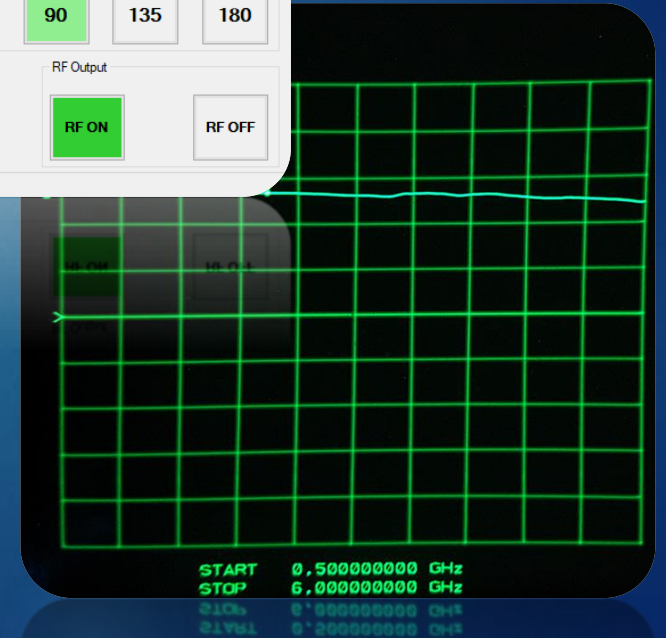 90 135 180
RF Output
RF ON RF OFF
START 0,500000000 GHz
STOP 6,000000000 GHz